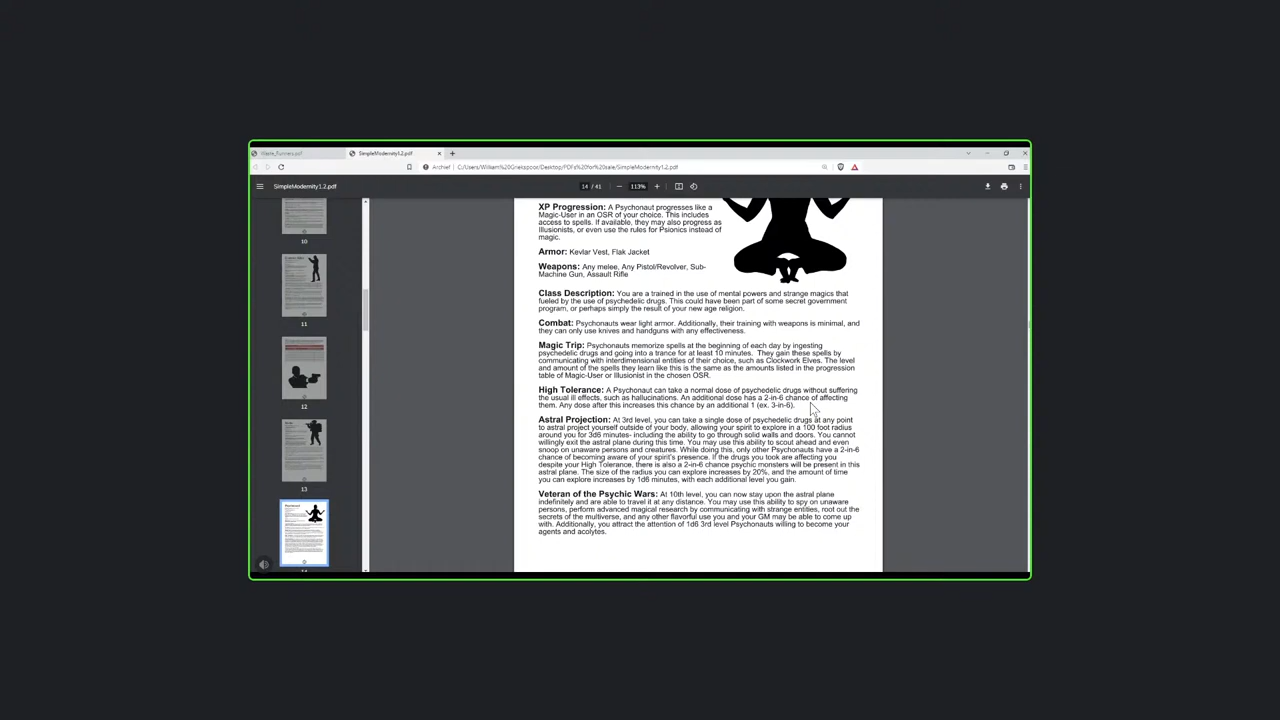 SimpleModernity1.2.pdf
Archief | C:/Users/William%20Gnekspoox/Desktop/PDFs%20for%20sale/SimpleModernity1.2.pdf
SimpleModernity1.2.pdf
14 / 41
113%
10
11
12
13
XP Progression: A Psychonaut progresses like a
Magic-User in an OSR of your choice. This includes
access to spells. If available, they may also progress as
Illusionists, or even use the rules for Psionics instead of
magic.
Armor: Kevlar Vest, Flak Jacket
Weapons: Any melee, Any Pistol/Revolver, Sub-
Machine Gun, Assault Rifle
Class Description: You are a trained in the use of mental powers and strange magics that
fueled by the use of psychedelic drugs. This could have been part of some secret government
program, or perhaps simply the result of your new age religion.
Combat: Psychonauts wear light armor. Additionally, their training with weapons is minimal, and
they can only use knives and handguns with any effectiveness.
Magic Trip: Psychonauts memorize spells at the beginning of each day by ingesting
psychedelic drugs and going into a trance for at least 10 minutes. They gain these spells by
communicating with interdimensional entities of their choice, such as Clockwork Elves. The level
and amount of the spells they learn like this is the same as the amounts listed in the progression
table of Magic-User or Illusionist in the chosen OSR.
High Tolerance: A Psychonaut can take a normal dose of psychedelic drugs without suffering
the usual ill effects, such as hallucinations. An additional dose has a 2-in-6 chance of affecting
them. Any dose after this increases this chance by an additional 1 (ex. 3-in-6).
Astral Projection: At 3rd level, you can take a single dose of psychedelic drugs at any point
to astral project yourself outside of your body, allowing your spirit to explore in a 100 foot radius
around you for 3d6 minutes- including the ability to go through solid walls and doors. You cannot
willingly exit the astral plane during this time. You may use this ability to scout ahead and even
snoop on unaware persons and creatures. While doing this, only other Psychonauts have a 2-in-6
chance of becoming aware of your spirit's presence. If the drugs you took are affecting you
despite your High Tolerance, there is also a 2-in-6 chance psychic monsters will be present in this
astral plane. The size of the radius you can explore increases by 20%, and the amount of time
you can explore increases by 1d6 minutes, with each additional level you gain.
Veteran of the Psychic Wars: At 10th level, you can now stay upon the astral plane
indefinitely and are able to travel it at any distance. You may use this ability to spy on unaware
persons, perform advanced magical research by communicating with strange entities, root out the
secrets of the multiverse, and any other flavorful use you and your GM may be able to come up
with. Additionally, you attract the attention of 1d6 3rd level Psychonauts willing to become your
agents and acolytes.